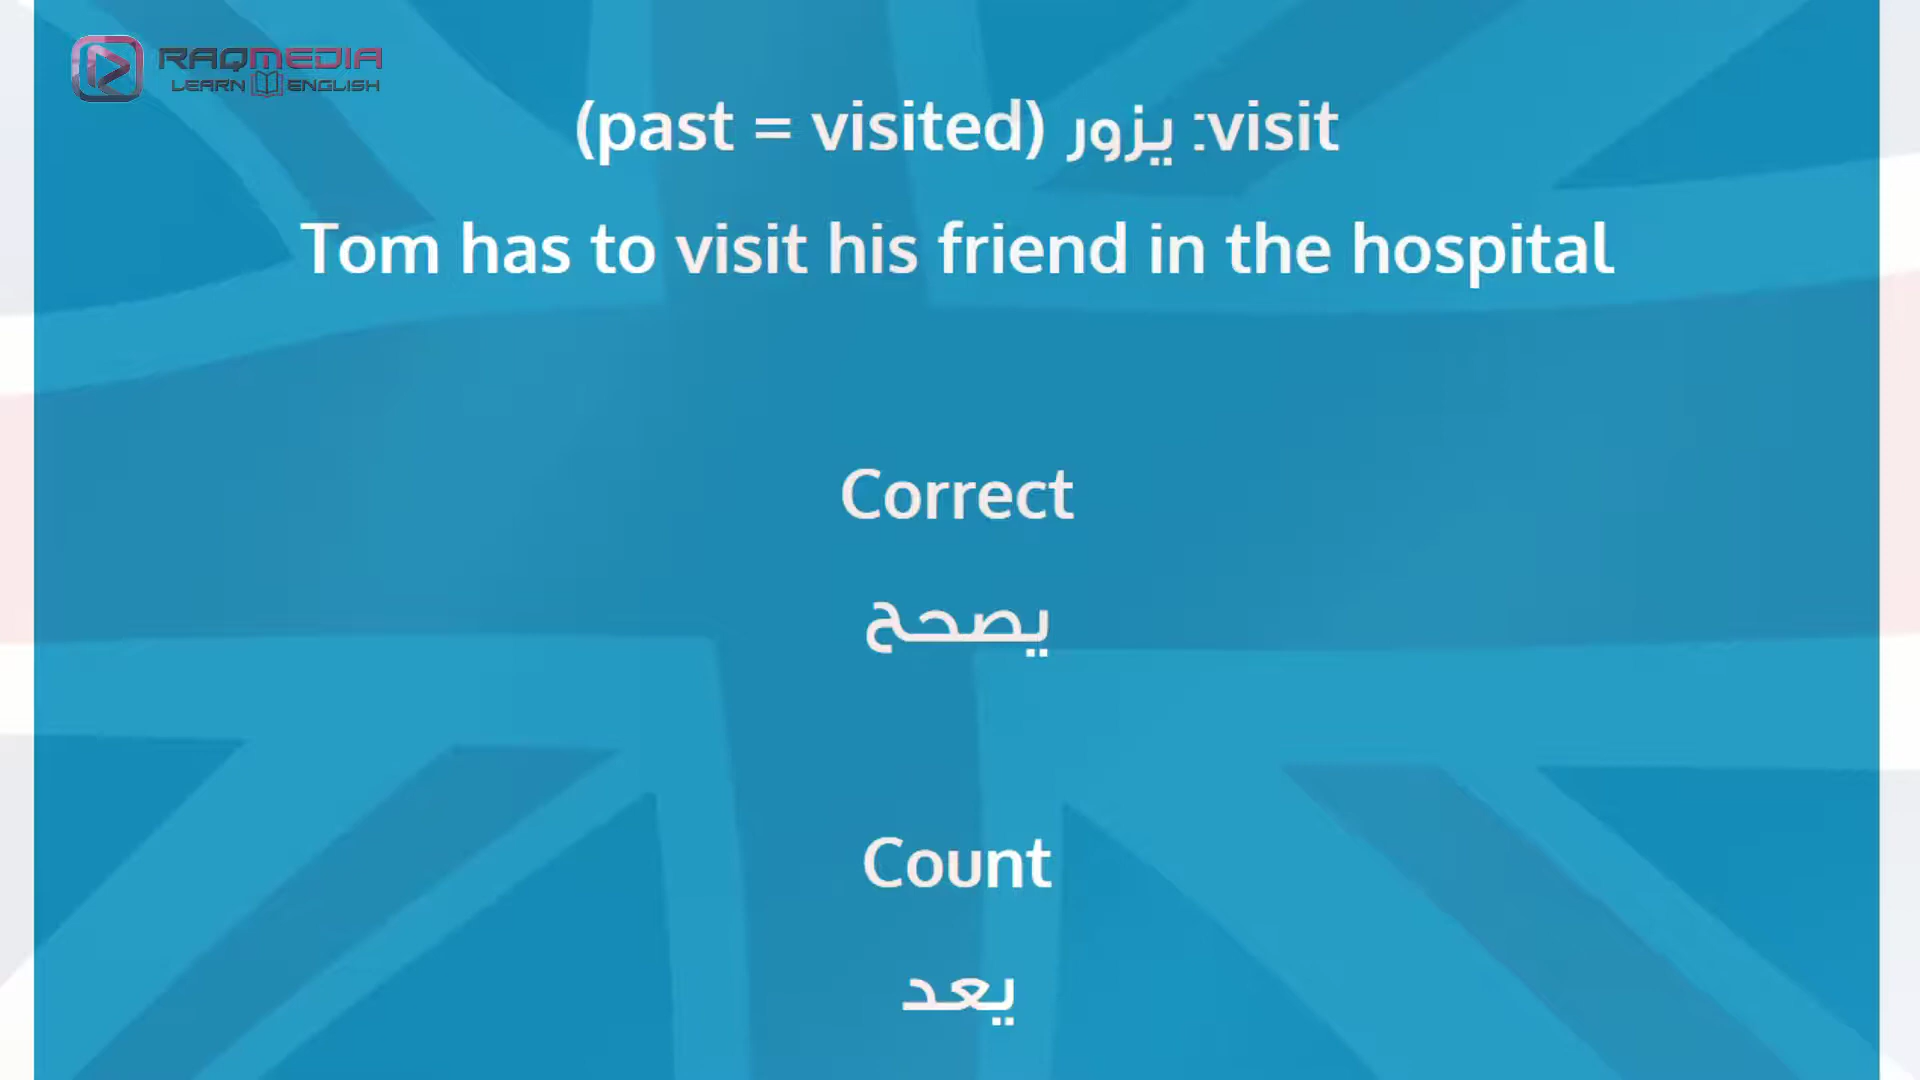 RAQMEDIA
LEARN ENGLISH
visit: يزور (past = visited)
Tom has to visit his friend in the hospital
Correct
يصحح
Count
يعد